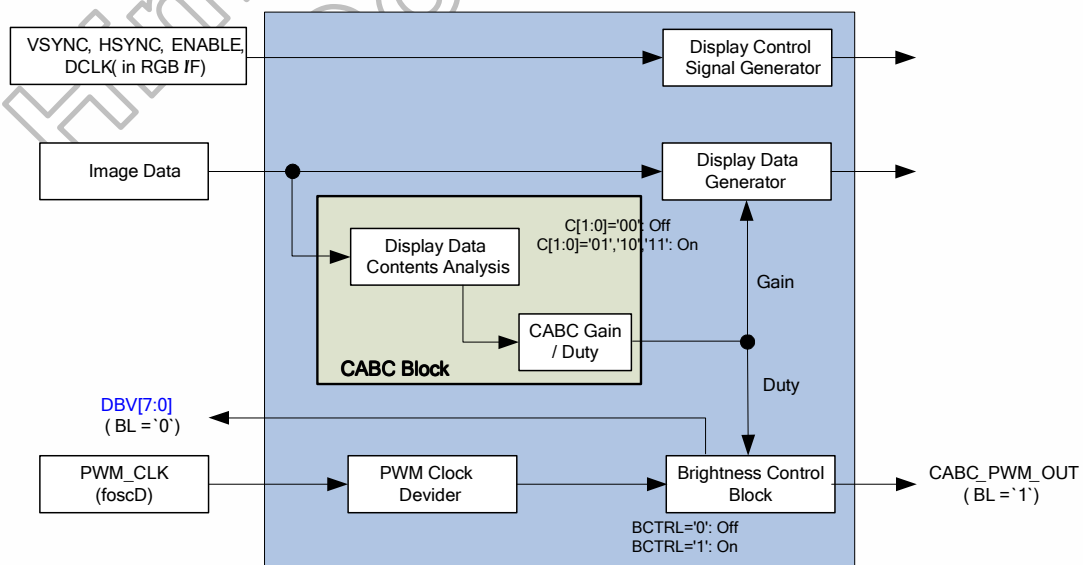 VSYNC, HSYNC, ENABLE,
DCLK( in RGB I/F)
Display Control
Signal Generator
Image Data
Display Data
Generator
C[1:0]='00': Off
C[1:0]='01','10','11': On
Display Data
Contents Analysis
Gain
CABC Gain
/ Duty
CABC Block
Duty
DBV[7:0]
( BL =`0`)
PWM_CLK
(foscD)
PWM Clock
Devider
Brightness Control
Block
CABC_PWM_OUT
( BL =`1`)
BCTRL='0': Off
BCTRL='1': On